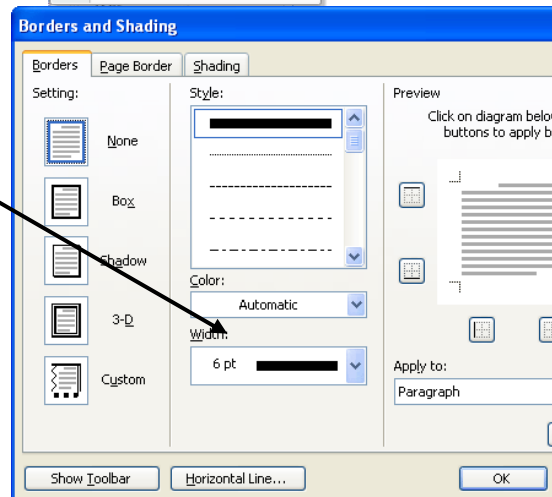 Borders and Shading
Borders Page Border Shading
Setting:
None
Box
Shadow
3-D
Custom
Style:
Color:
Automatic
Width:
6 pt
Preview
Click on diagram
buttons to apply
Apply to:
Paragraph
Show Toolbar
Horizontal Line...
OK